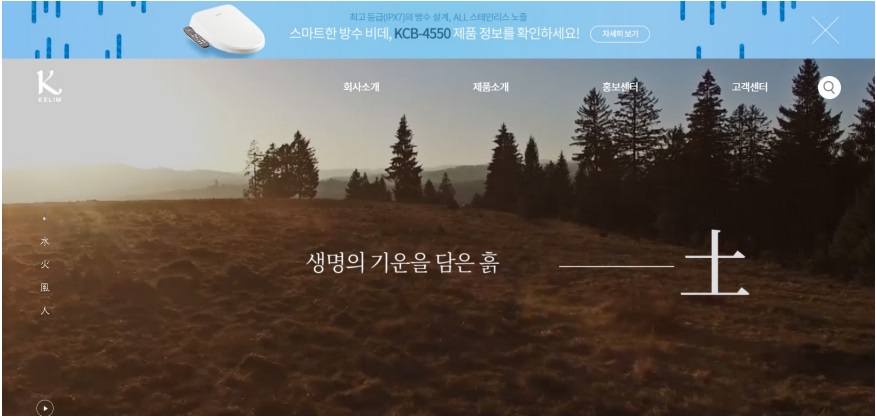 최고 등급(IPX7)의 방수 설계, ALL 스테인리스 노즐
스마트한 방수 비데, KCB-4550 제품 정보를 확인하세요!
자세히 보기
K
KELIM
회사소개
제품소개
홍보센터
고객센터
水
火
風
人
생명의 기운을 담은 흙
土